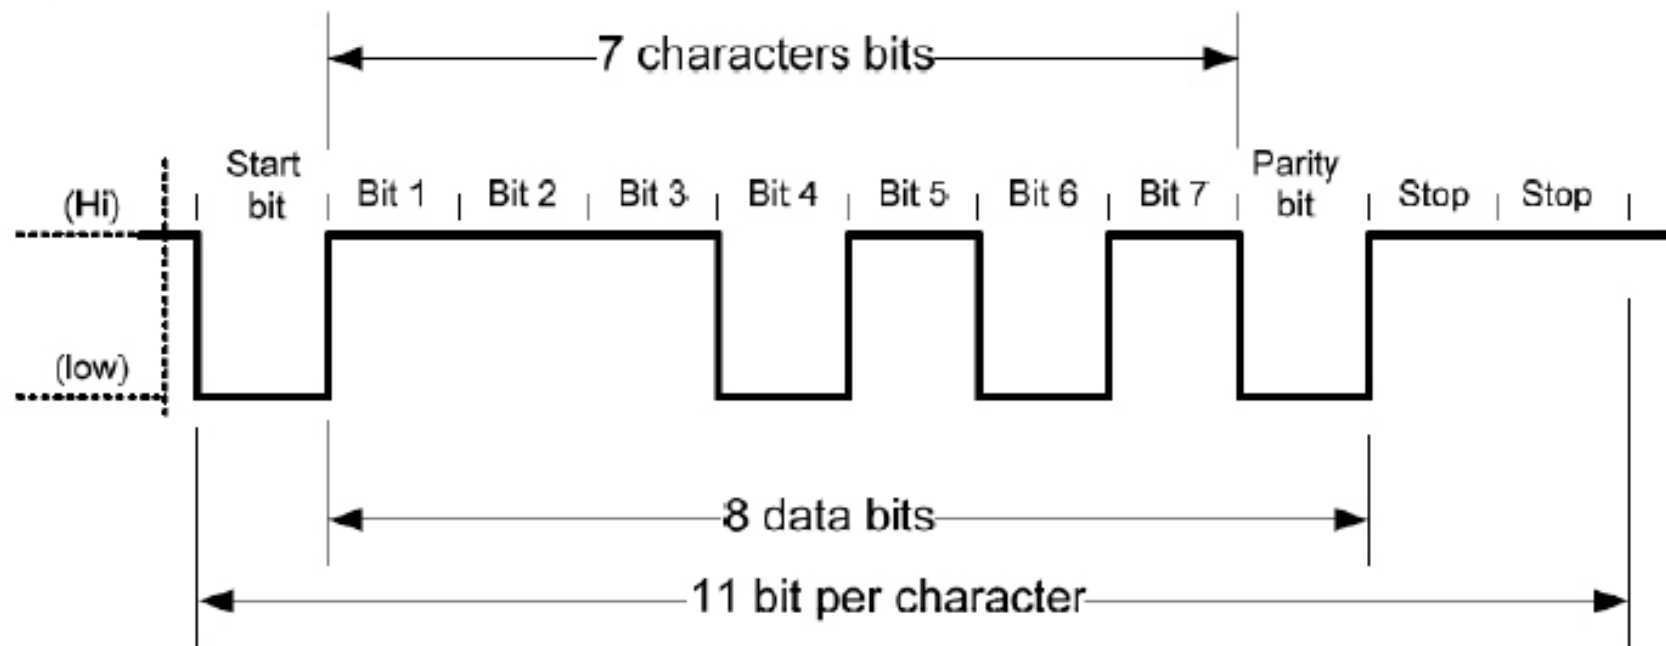 7 characters bits
Start
bit
Parity
bit
(Hi)
Bit 1
Bit 2
Bit 3
Bit 4
Bit 5
Bit 6
Bit 7
Stop
Stop
(low)
8 data bits
11 bit per character